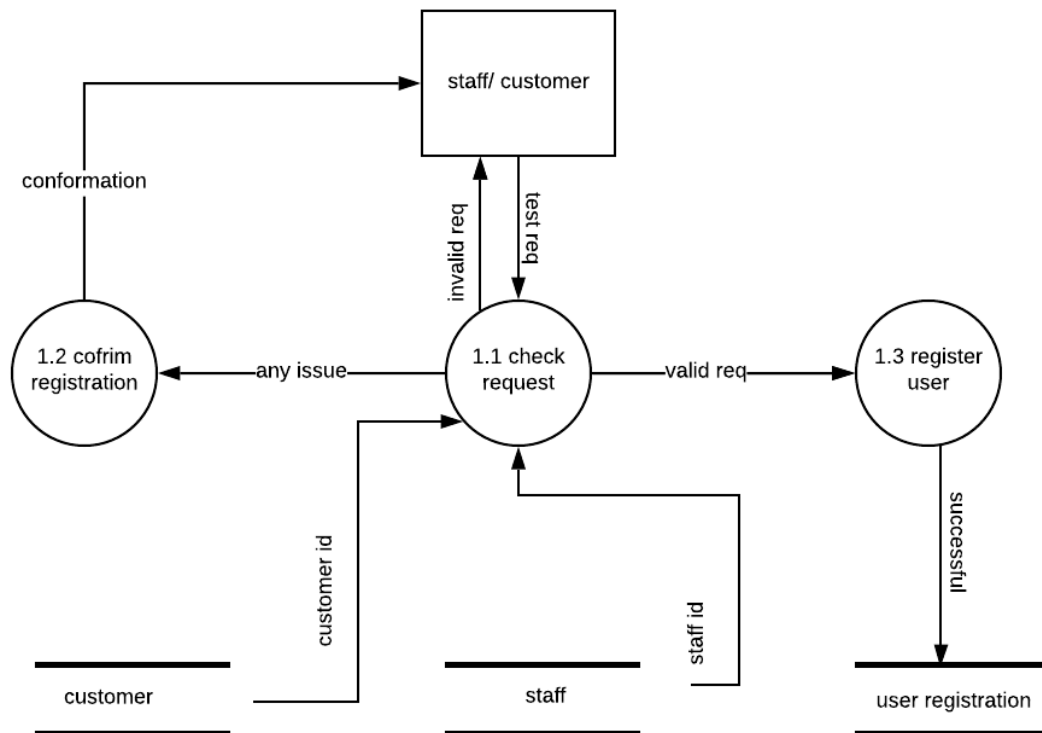 staff/ customer
conformation
invalid req
test req
1.2 cofrim
registration
any issue
1.1 check
request
valid req
1.3 register
user
customer id
staff id
successful
customer
staff
user registration